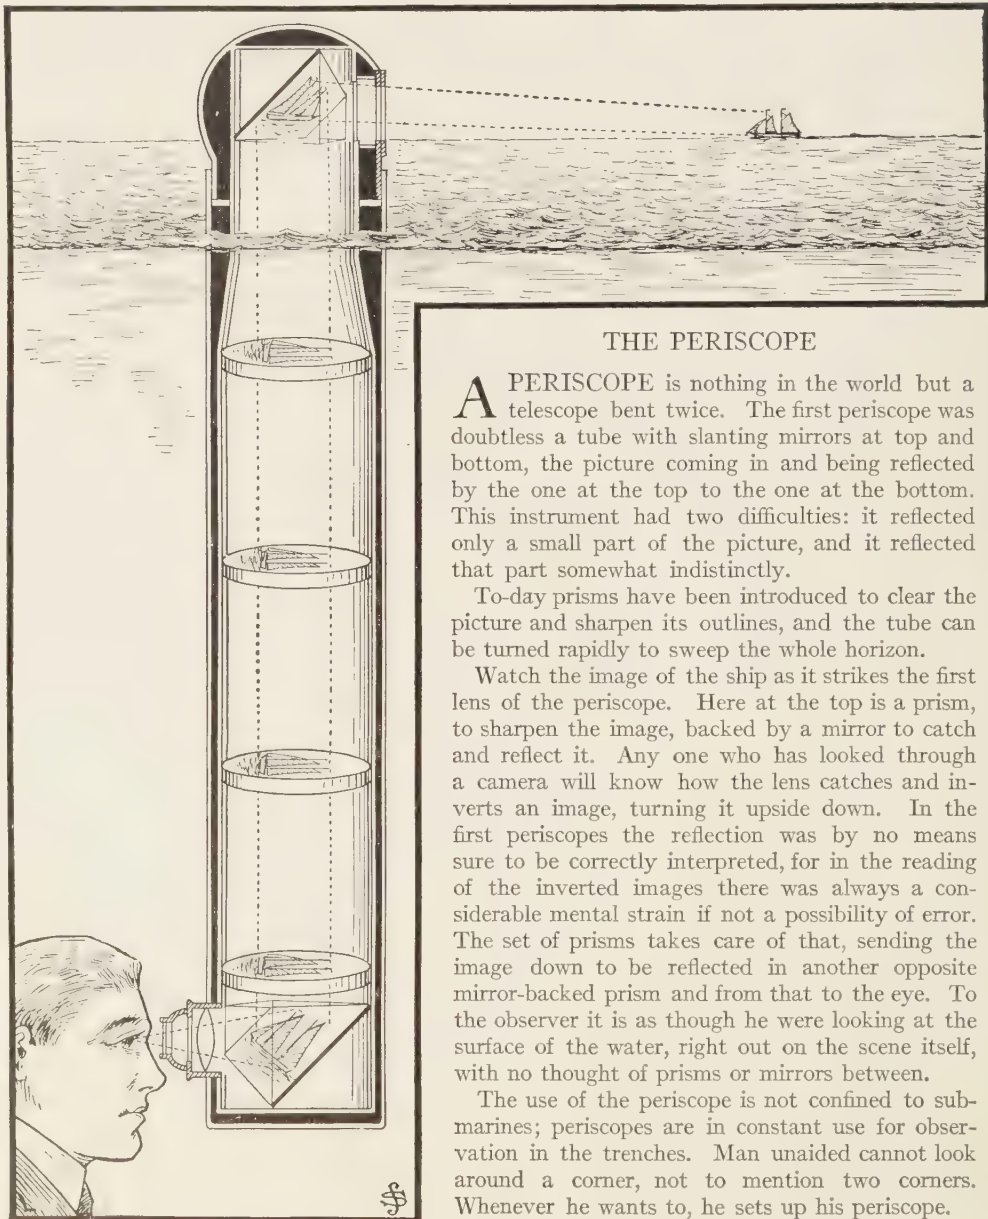 THE PERISCOPE
A PERISCOPE is nothing in the world but a
telescope bent twice. The first periscope was
doubtless a tube with slanting mirrors at top and
bottom, the picture coming in and being reflected
by the one at the top to the one at the bottom.
This instrument had two difficulties: it reflected
only a small part of the picture, and it reflected
that part somewhat indistinctly.
To-day prisms have been introduced to clear the
picture and sharpen its outlines, and the tube can
be turned rapidly to sweep the whole horizon.
Watch the image of the ship as it strikes the first
lens of the periscope. Here at the top is a prism,
to sharpen the image, backed by a mirror to catch
and reflect it. Any one who has looked through
a camera will know how the lens catches and in-
verts an image, turning it upside down. In the
first periscopes the reflection was by no means
sure to be correctly interpreted, for in the reading
of the inverted images there was always a con-
siderable mental strain if not a possibility of error.
The set of prisms takes care of that, sending the
image down to be reflected in another opposite
mirror-backed prism and from that to the eye. To
the observer it is as though he were looking at the
surface of the water, right out on the scene itself,
with no thought of prisms or mirrors between.
The use of the periscope is not confined to sub-
marines; periscopes are in constant use for obser-
vation in the trenches. Man unaided cannot look
around a corner, not to mention two corners.
Whenever he wants to, he sets up his periscope.